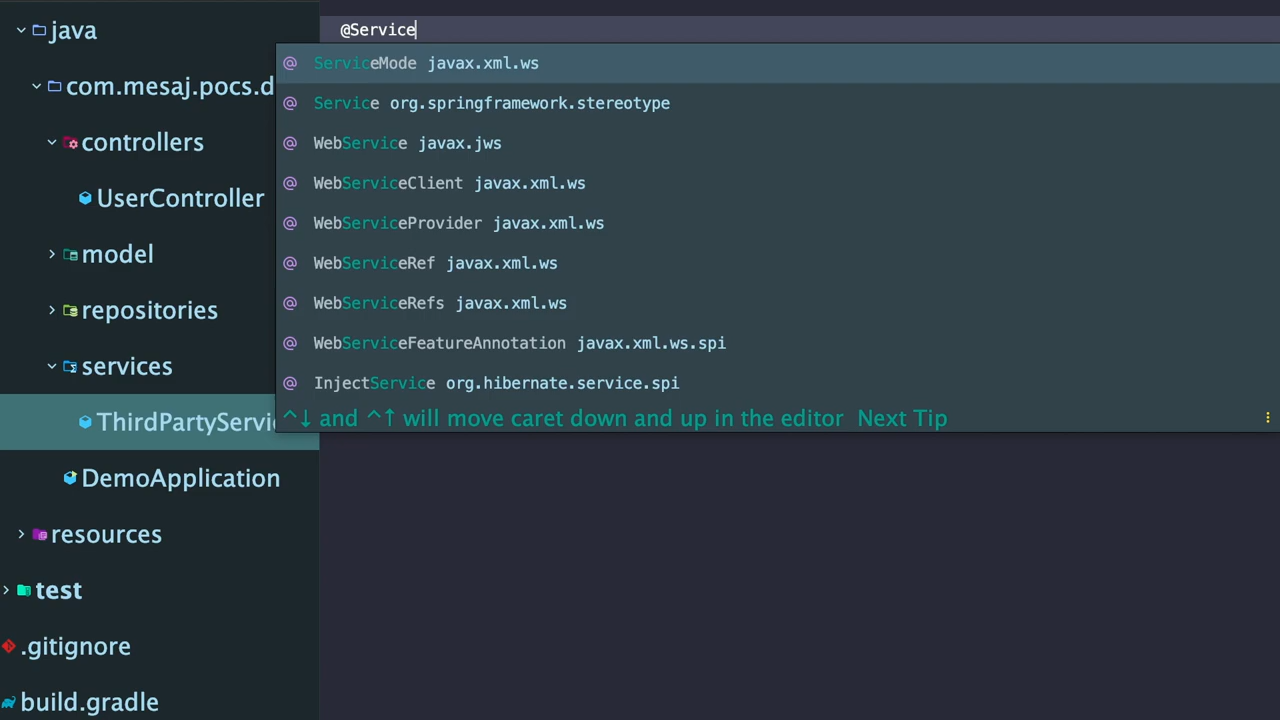 java
com.mesaj.pocs.d
controllers
UserController
model
repositories
services
ThirdPartyServic
DemoApplication
resources
test
.gitignore
build.gradle
@Service
@ ServiceMode javax.xml.ws
@ Service org.springframework.stereotype
@ WebService javax.jws
@ WebServiceClient javax.xml.ws
@ WebServiceProvider javax.xml.ws
@ WebServiceRef javax.xml.ws
@ WebServiceRefs javax.xml.ws
@ WebServiceFeatureAnnotation javax.xml.ws.spi
@ InjectService org.hibernate.service.spi
^↓ and ^↑ will move caret down and up in the editor Next Tip